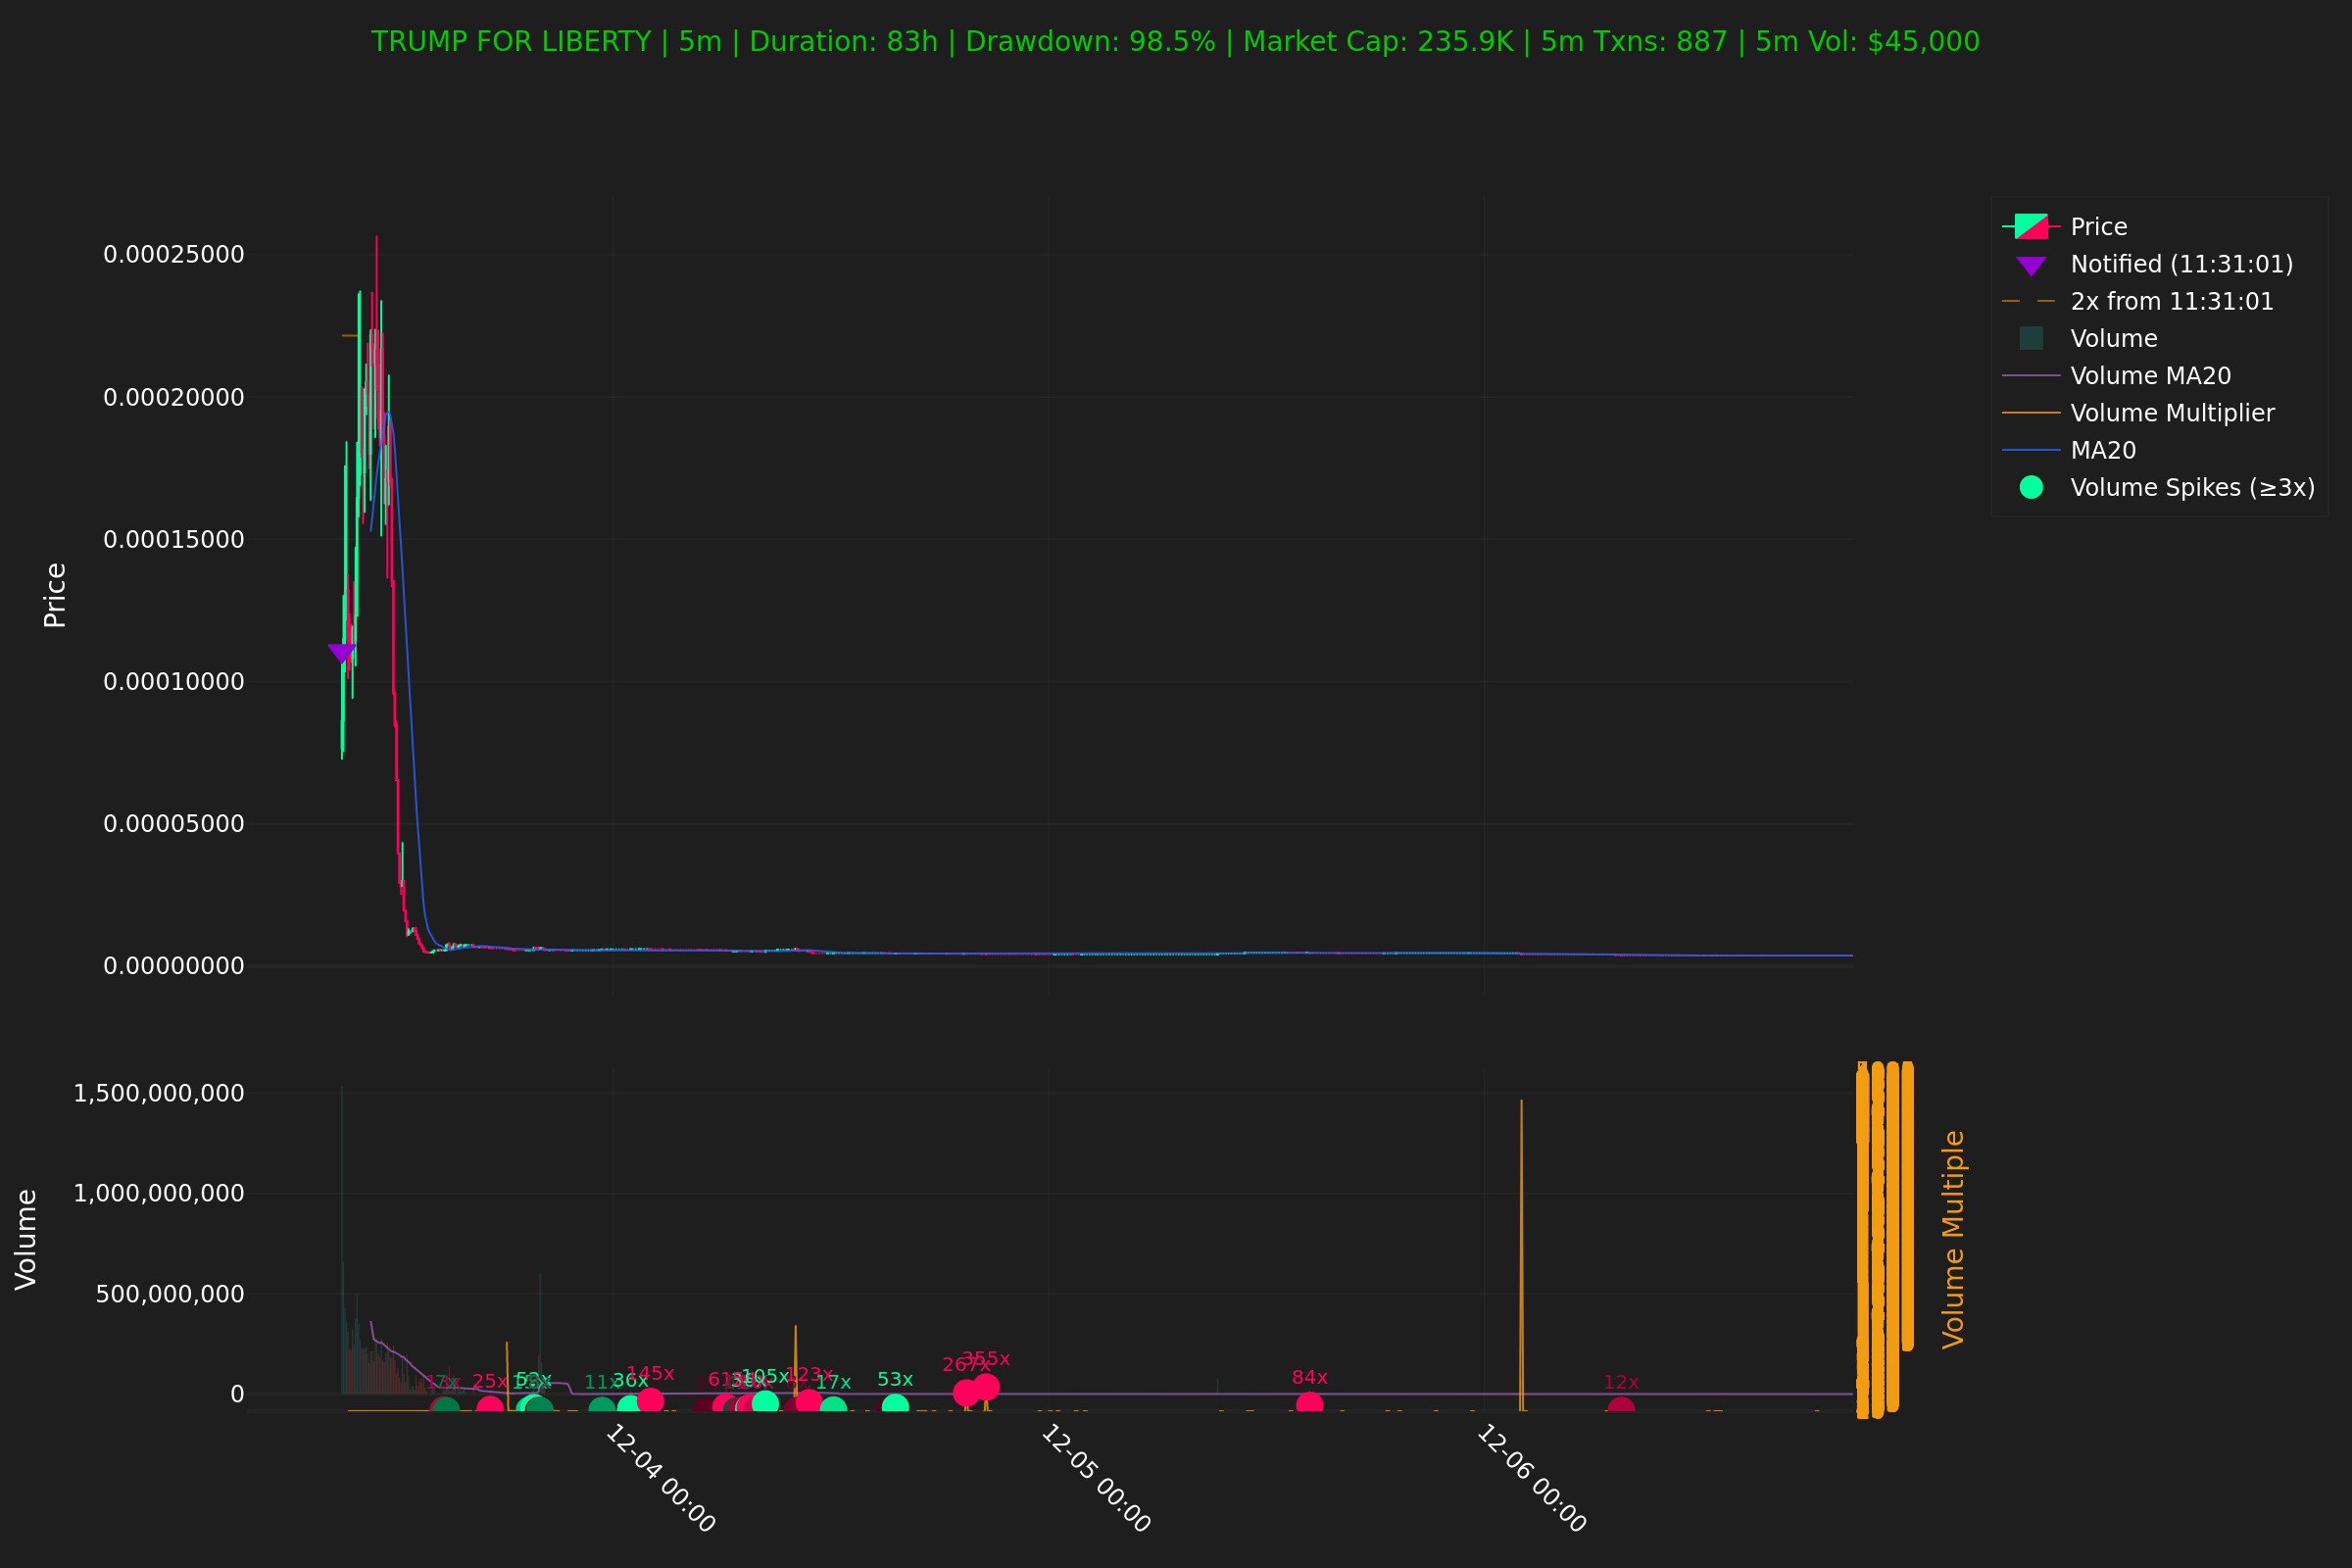 TRUMP FOR LIBERTY | 5m | Duration: 83h | Drawdown: 98.5% | Market Cap: 235.9K | 5m Txns: 887 | 5m Vol: $45,000
Price
Notified (11:31:01)
2x from 11:31:01
Volume
Volume MA20
Volume Multiplier
MA20
Volume Spikes (≥3x)
Price
0.00025000
0.00020000
0.00015000
0.00010000
0.00005000
0.00000000
Volume
1,500,000,000
1,000,000,000
500,000,000
0
25x
11x
36x
145x
105x
123x
17x
53x
267x
355x
84x
12x
Volume Multiple
12-04 00:00
12-05 00:00
12-06 00:00